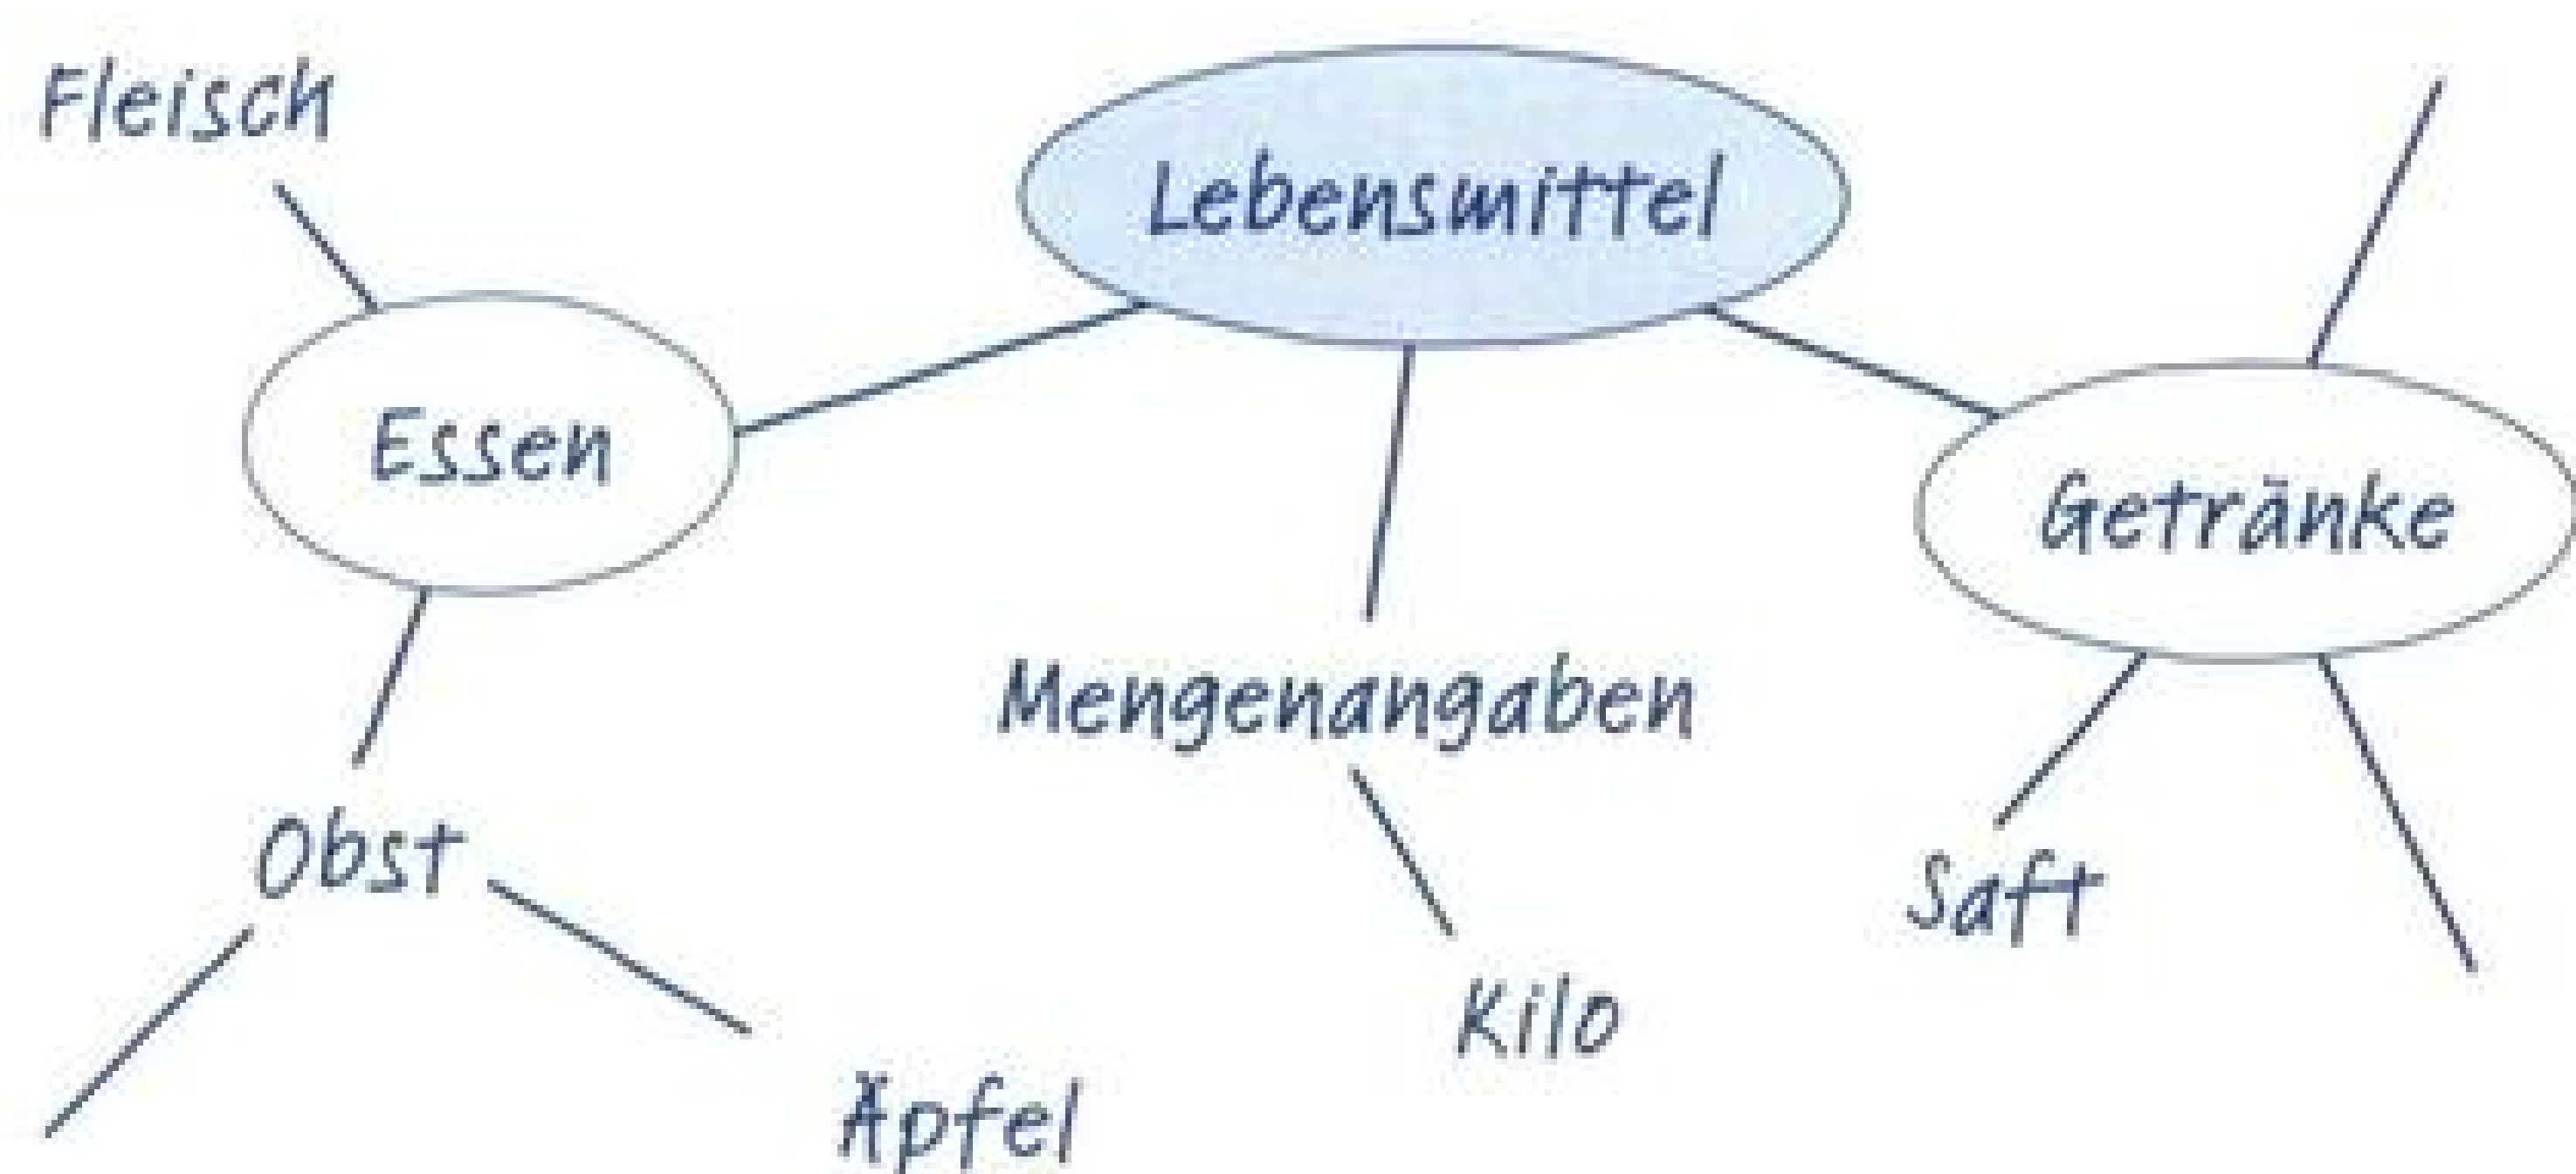 Fleisch
Lebensmittel
Essen
Getränke
Mengenangaben
Obst
Saft
Kilo
Äpfel